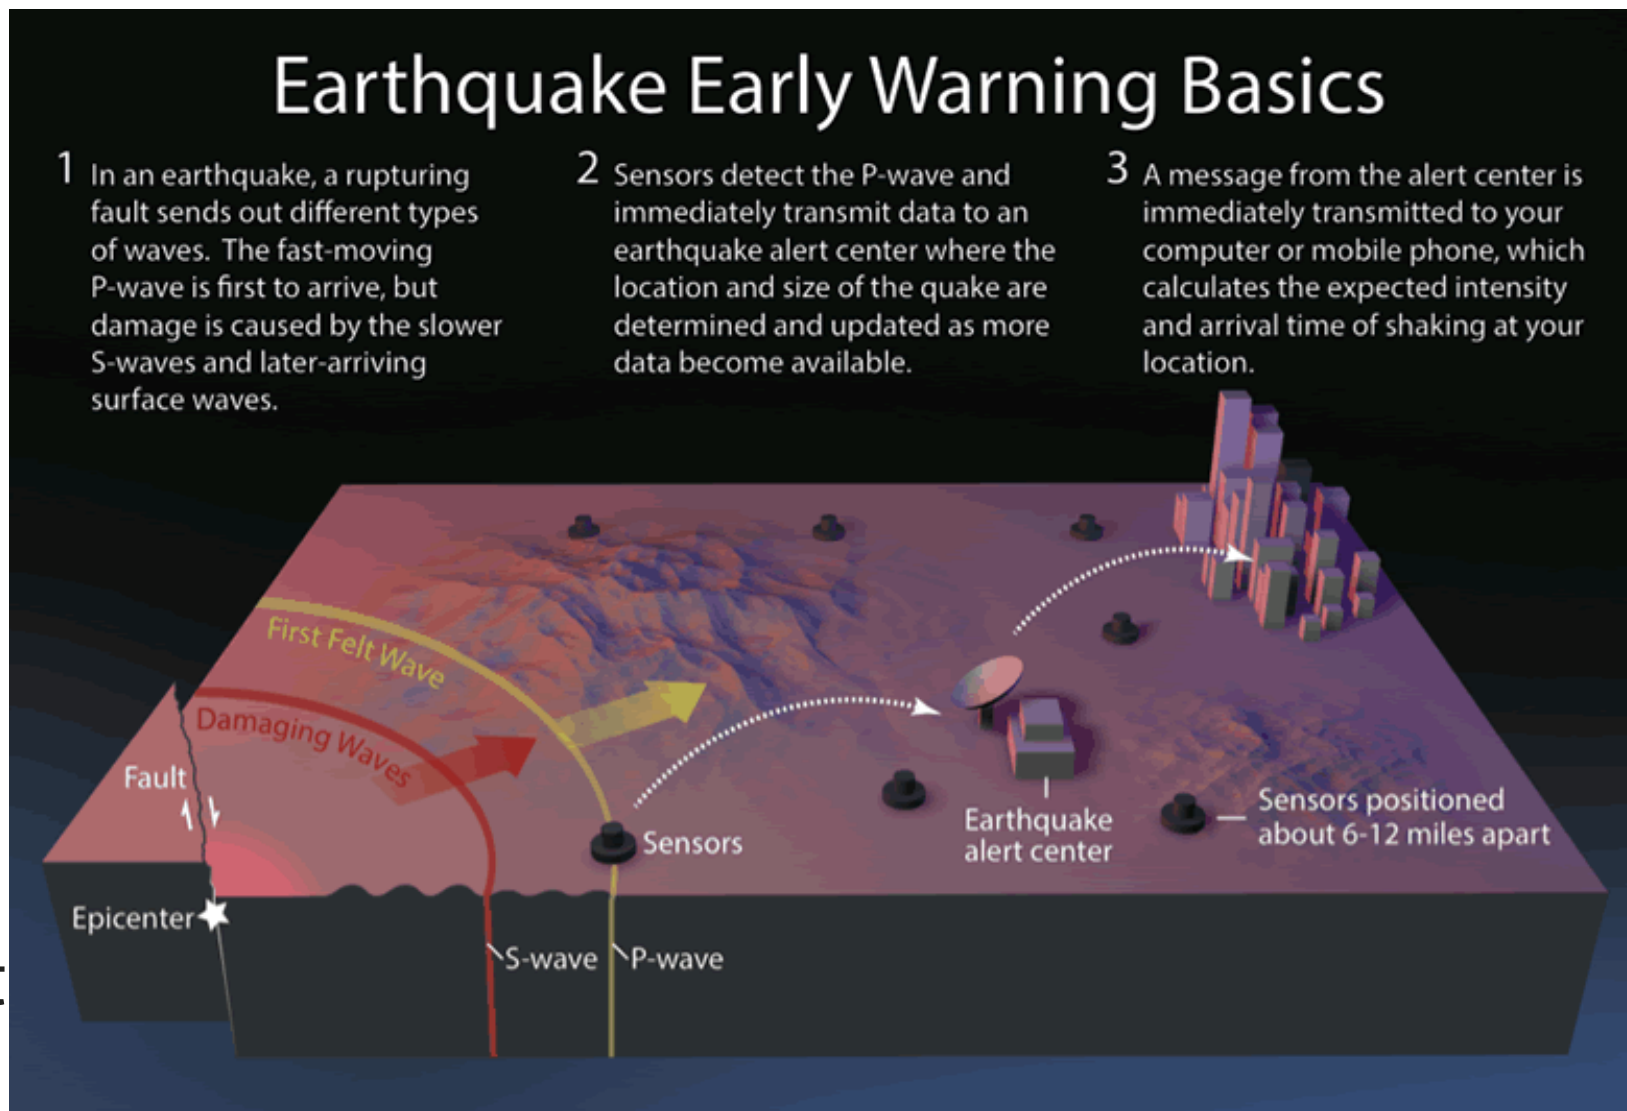 Earthquake Early Warning Basics
1
In an earthquake, a rupturing
fault sends out different types
of waves. The fast-moving
P-wave is first to arrive, but
damage is caused by the slower
S-waves and later-arriving
surface waves.
2
Sensors detect the P-wave and
immediately transmit data to an
earthquake alert center where the
location and size of the quake are
determined and updated as more
data become available.
3
A message from the alert center is
immediately transmitted to your
computer or mobile phone, which
calculates the expected intensity
and arrival time of shaking at your
location.
First Felt Wave
Damaging Waves
Fault
Sensors
Earthquake
alert center
Sensors positioned
about 6-12 miles apart
Epicenter
S-wave
P-wave